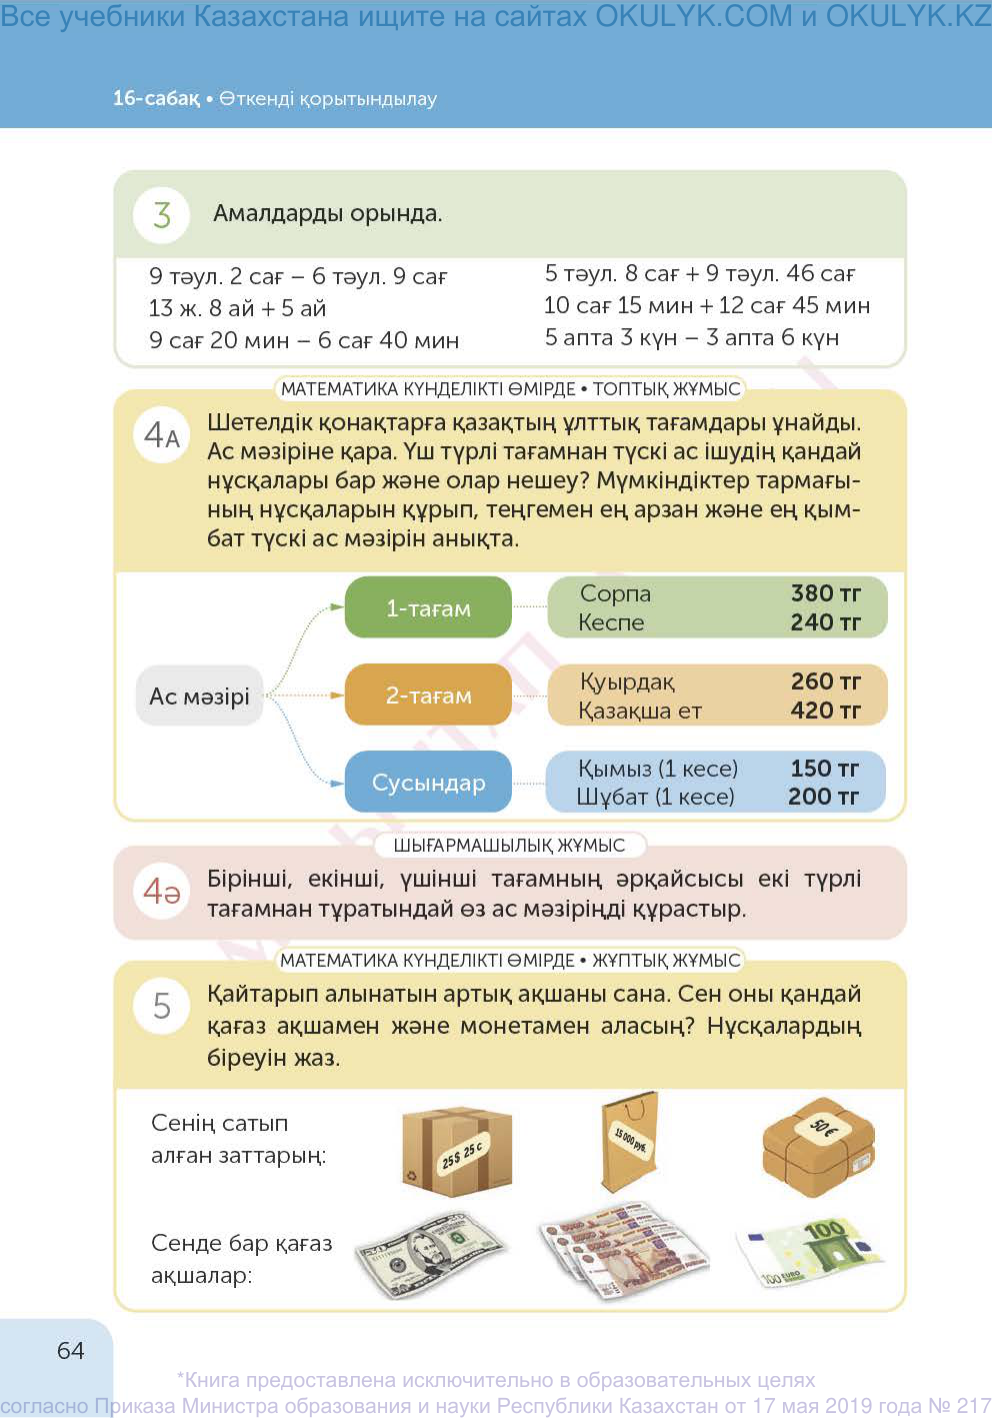 Все учебники Казахстана ищите на сайтах OKULYK.COM и OKULYK.KZ
16-сабақ • Өткенді қорытындылау
3 Амалдарды орында.
9 тәул. 2 сағ – 6 тәул. 9 сағ
13 ж. 8 ай + 5 ай
9 сағ 20 мин – 6 сағ 40 мин
5 тәул. 8 сағ + 9 тәул. 46 сағ
10 сағ 15 мин + 12 сағ 45 мин
5 апта 3 күн – 3 апта 6 күн
МАТЕМАТИКА КҮНДЕЛІКТІ ӨМІРДЕ • ТОПТЫҚ ЖҰМЫС
4А Шетелдік қонақтарға қазақтың ұлттық тағамдары ұнайды.
Ас мәзіріне қара. Үш түрлі тағамнан түскі ас ішудің қандай
нұсқалары бар және олар нешеу? Мүмкіндіктер тармағы-
ның нұсқаларын құрып, теңгемен ең арзан және ең қым-
бат түскі ас мәзірін анықта.
Ас мәзірі
1-тағам
Сорпа 380 тг
Кеспе 240 тг
2-тағам
Қуырдақ 260 тг
Қазақша ет 420 тг
Сусындар
Қымыз (1 кесе) 150 тг
Шұбат (1 кесе) 200 тг
ШЫҒАРМАШЫЛЫҚ ЖҰМЫС
4ә Бірінші, екінші, үшінші тағамның әрқайсысы екі түрлі
тағамнан тұратындай өз ас мәзіріңді құрастыр.
МАТЕМАТИКА КҮНДЕЛІКТІ ӨМІРДЕ • ЖҰПТЫҚ ЖҰМЫС
5 Қайтарып алынатын артық ақшаны сана. Сен оны қандай
қағаз ақшамен және монетамен аласың? Нұсқалардың
біреуін жаз.
Сенің сатып
алған заттарың:
25$ 25 с
15 000 руб.
50 €
Сенде бар қағаз
ақшалар:
50
5000
100
100 EURO
64
*Книга предоставлена исключительно в образовательных целях
согласно Приказа Министра образования и науки Республики Казахстан от 17 мая 2019 года № 217